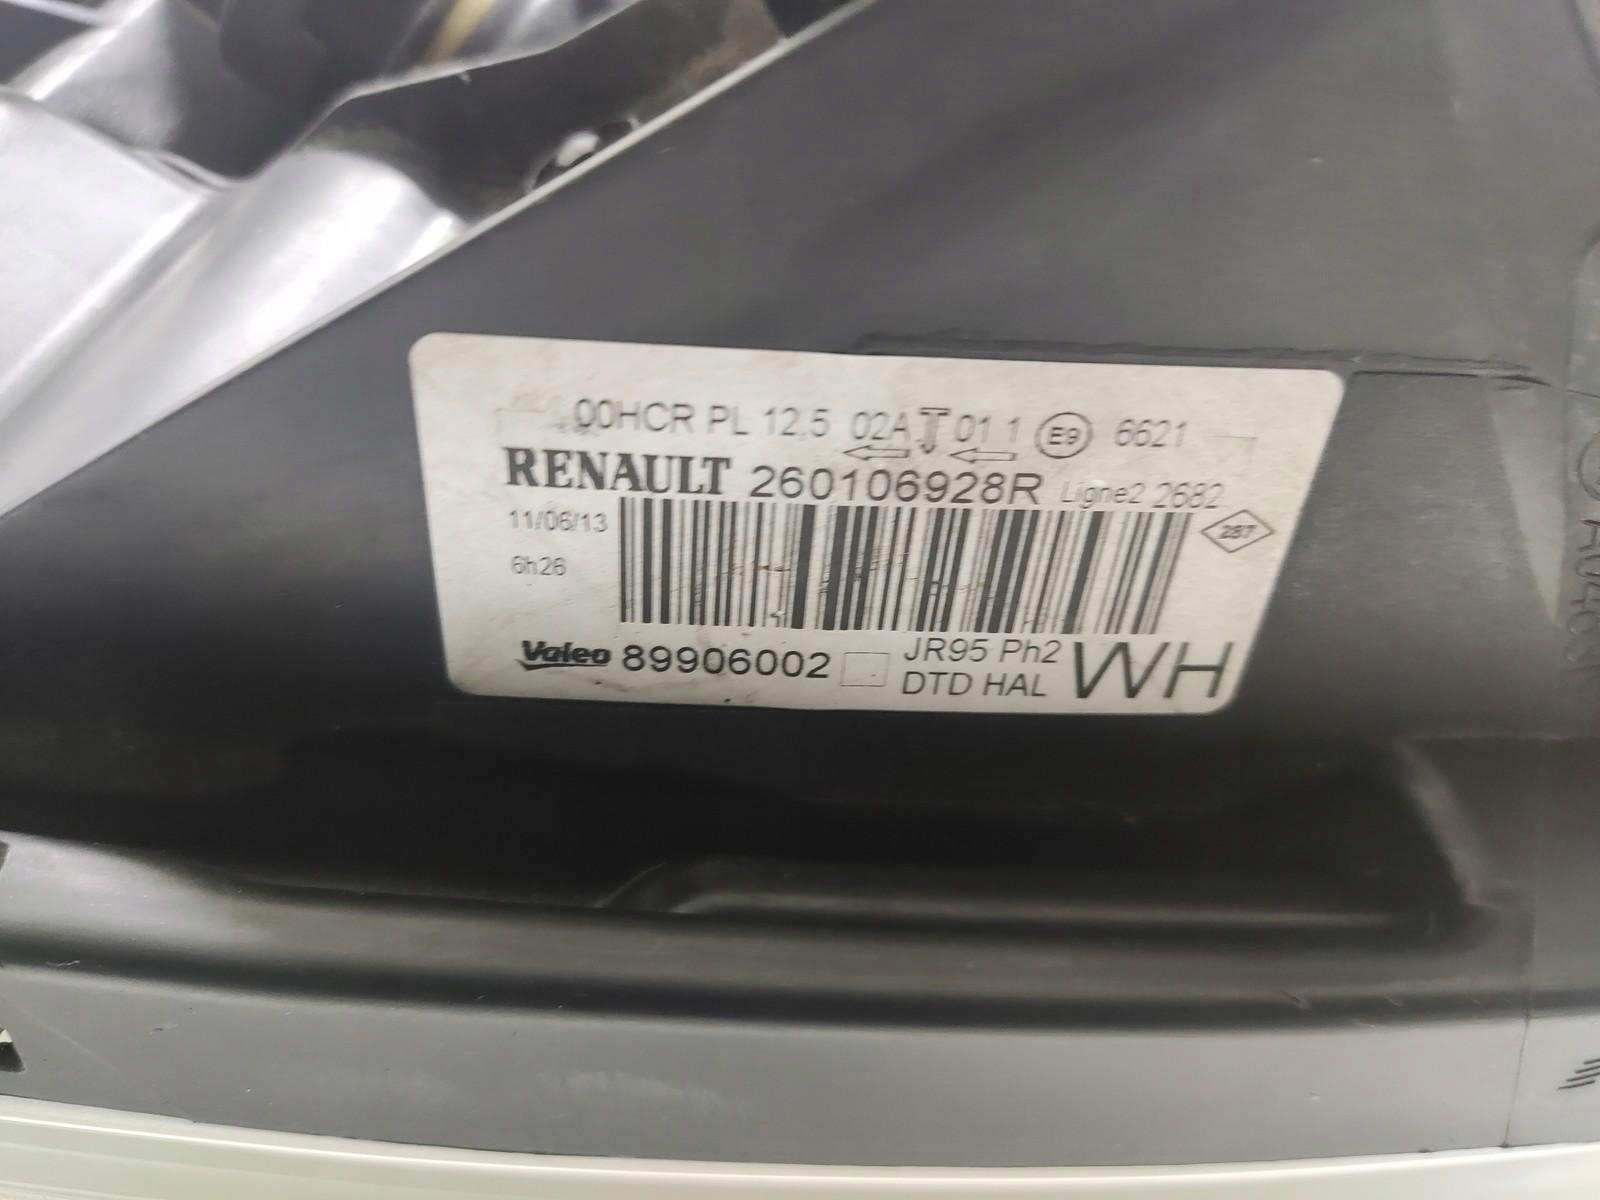 00HCR PL 12,5 02A 01 1 E9 6621
RENAULT 260106928R Ligne2 2682
11/06/13
6h26
287
Valeo 89906002 JR95 Ph2 WH
DTD HAL